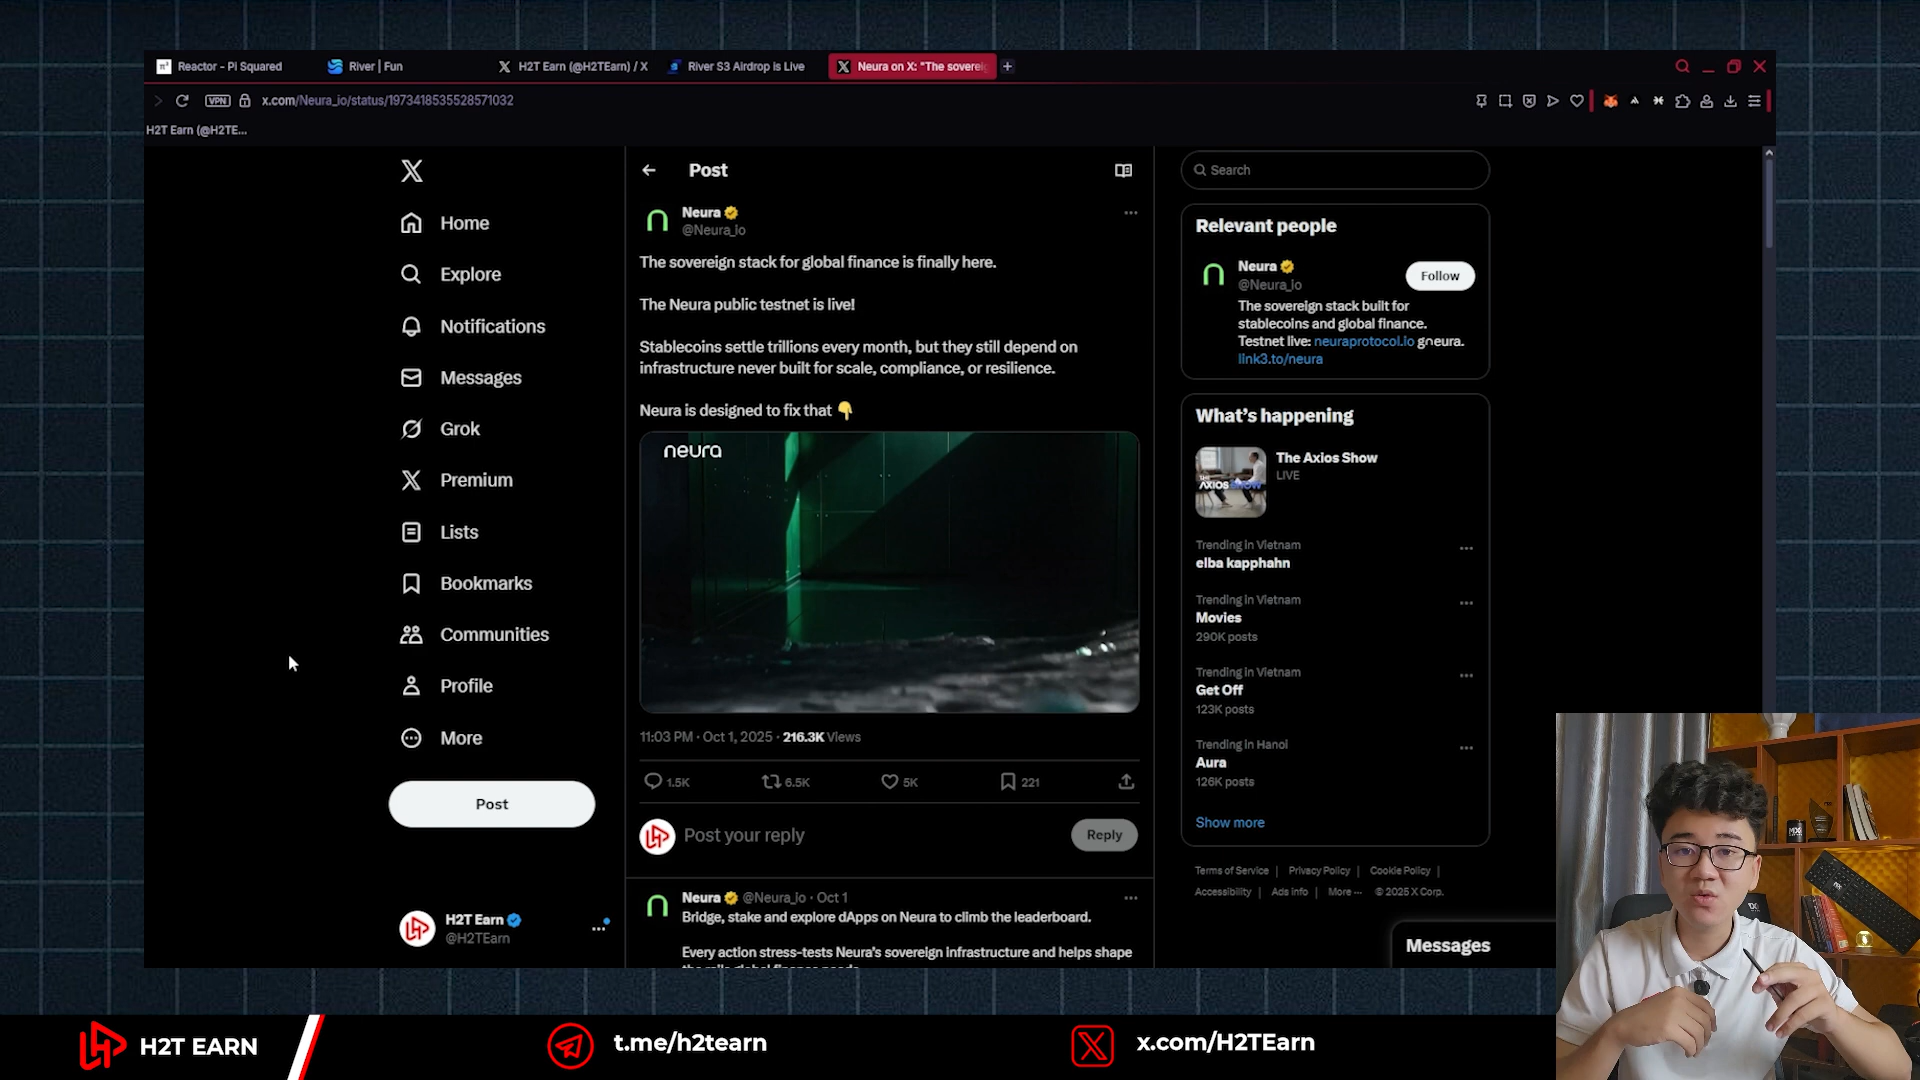 Reactor - Pi Squared
River | Fun
H2T Earn (@H2TEarn) / X
River S3 Airdrop is Live
Neura on X: "The soverei
VPN
x.com/Neura_io/status/1973418535528571032
H2T Earn (@H2TE...
Home
Explore
Notifications
Messages
Grok
Premium
Lists
Bookmarks
Communities
Profile
More
Post
H2T Earn
@H2TEarn
Post
Neura
@Neura_io
The sovereign stack for global finance is finally here.
The Neura public testnet is live!
Stablecoins settle trillions every month, but they still depend on
infrastructure never built for scale, compliance, or resilience.
Neura is designed to fix that 👇
neura
11:03 PM · Oct 1, 2025 · 216.3K Views
1.5K
6.5K
5K
221
Post your reply
Reply
Neura @Neura_io · Oct 1
Bridge, stake and explore dApps on Neura to climb the leaderboard.
Every action stress-tests Neura's sovereign infrastructure and helps shape
Search
Relevant people
Neura
@Neura_io
Follow
The sovereign stack built for
stablecoins and global finance.
Testnet live: neuraprotocol.io
link3.to/neura
What's happening
The Axios Show
LIVE
AXIOS SHOW
Trending in Vietnam
elba kapphahn
Trending in Vietnam
Movies
290K posts
Trending in Vietnam
Get Off
123K posts
Trending in Hanoi
Aura
126K posts
Show more
Terms of Service | Privacy Policy | Cookie Policy |
Accessibility | Ads info | More ··· © 2025 X Corp.
Messages
H2T EARN
t.me/h2tearn
x.com/H2TEarn